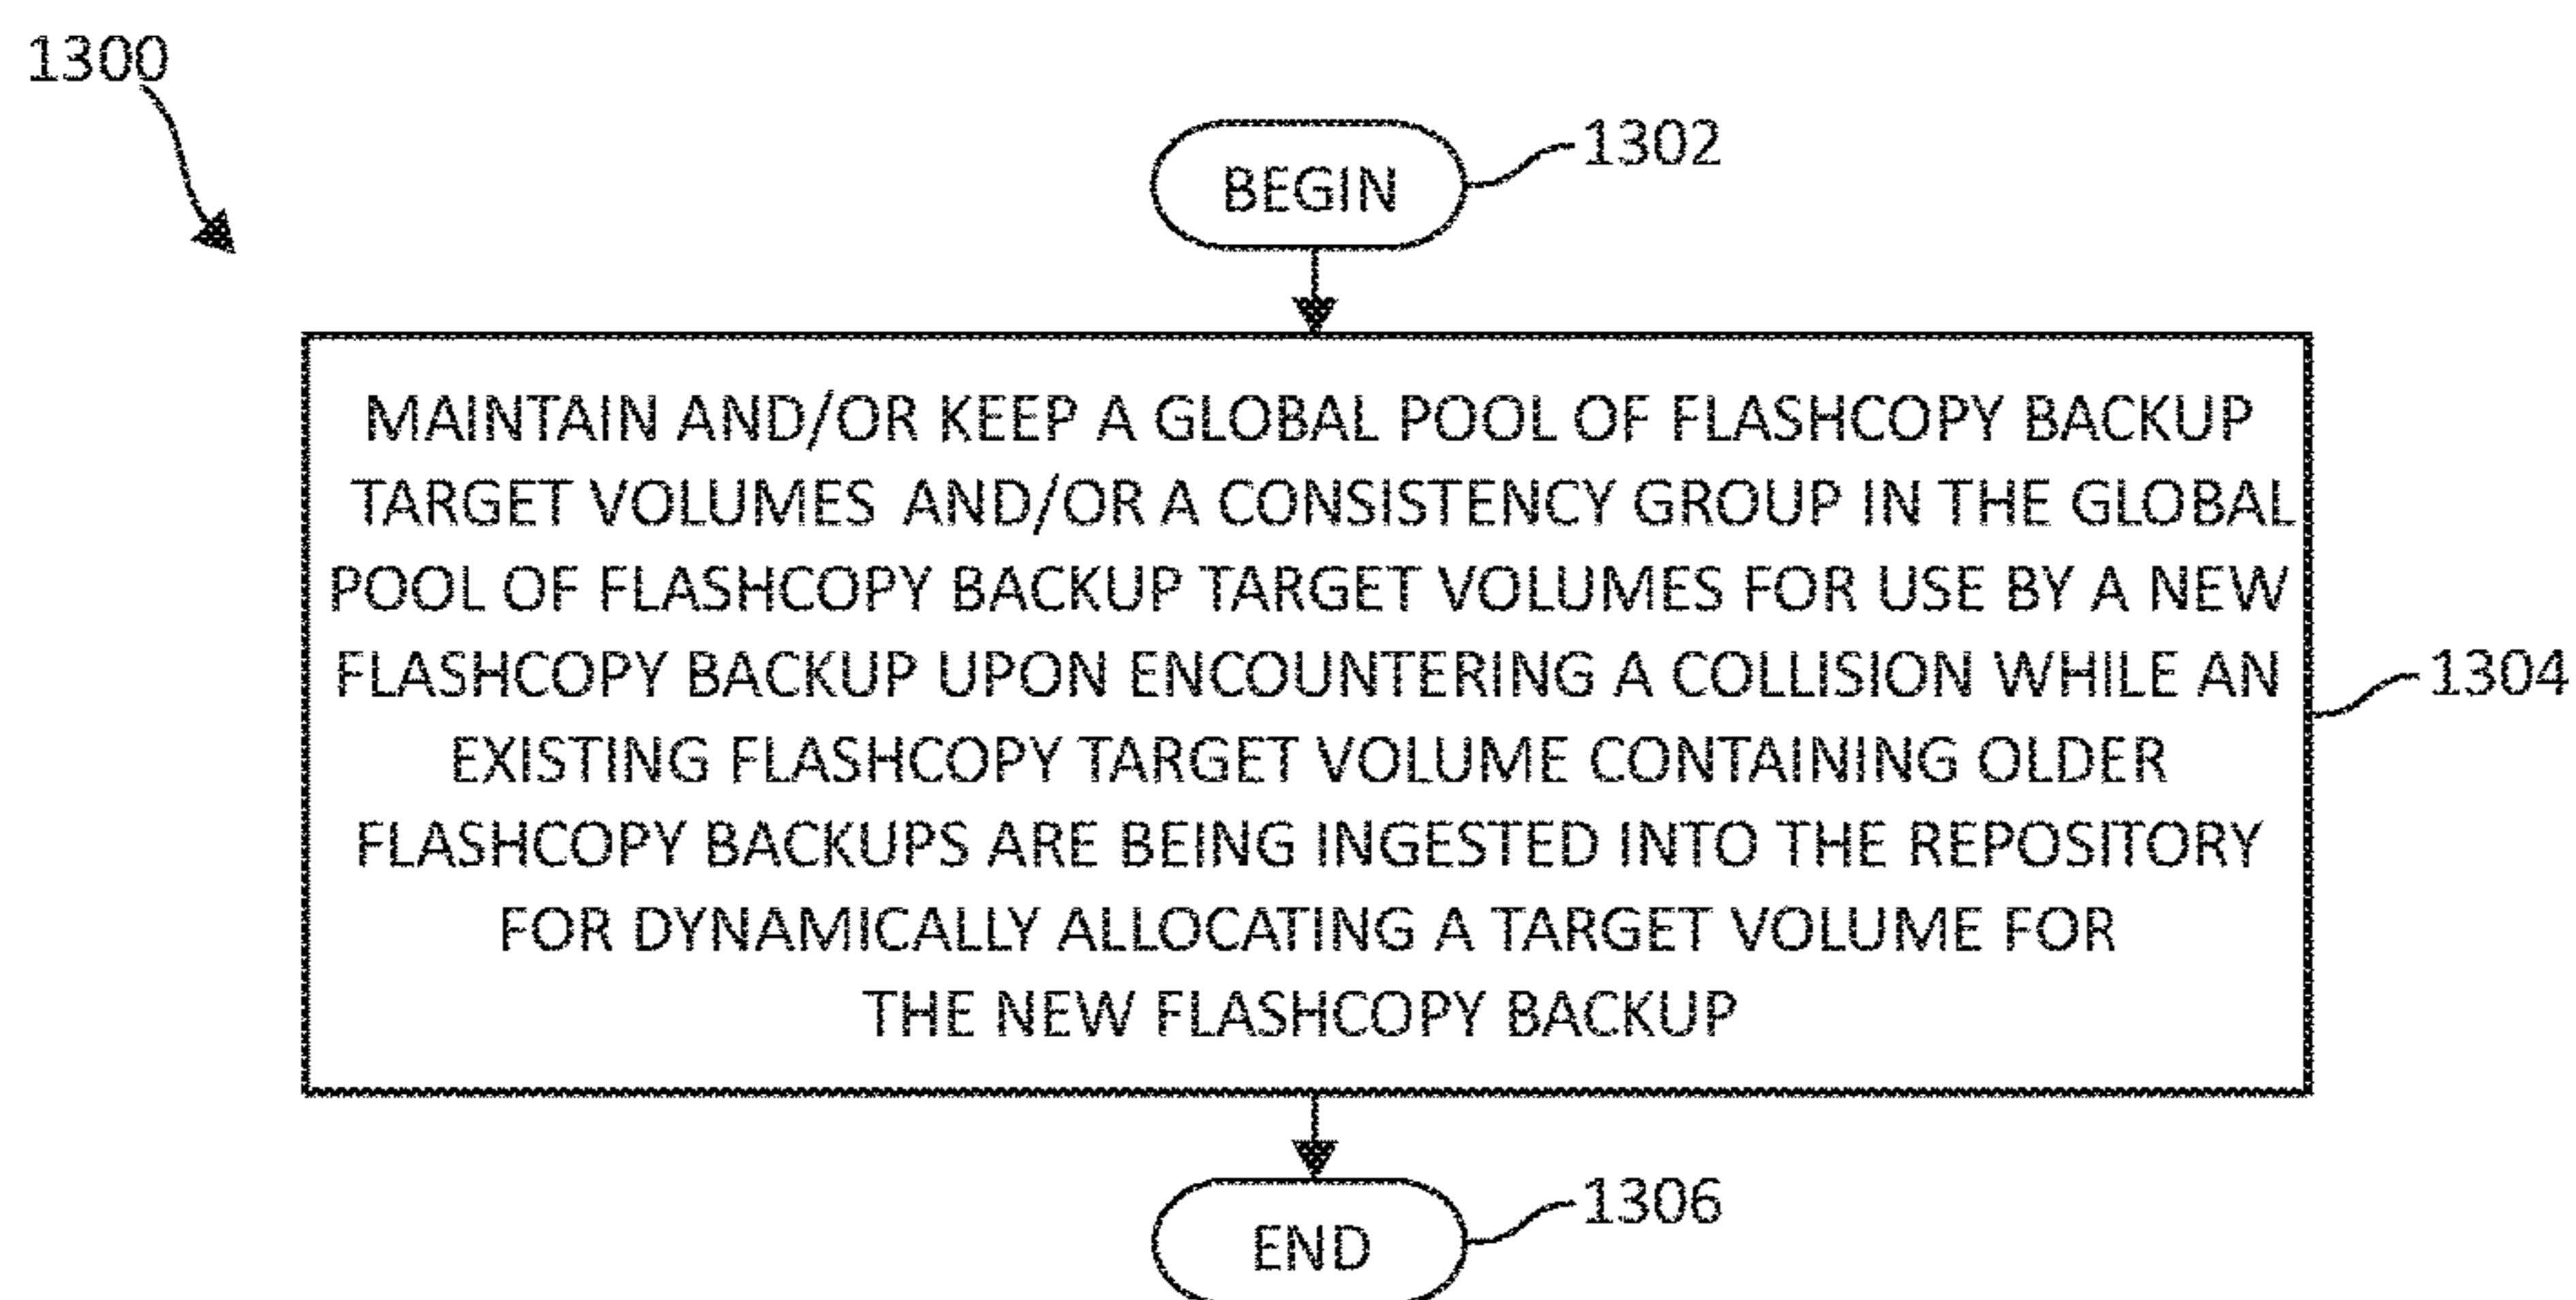 1300
BEGIN
1302
MAINTAIN AND/OR KEEP A GLOBAL POOL OF FLASHCOPY BACKUP
TARGET VOLUMES AND/OR A CONSISTENCY GROUP IN THE GLOBAL
POOL OF FLASHCOPY BACKUP TARGET VOLUMES FOR USE BY A NEW
FLASHCOPY BACKUP UPON ENCOUNTERING A COLLISION WHILE AN
EXISTING FLASHCOPY TARGET VOLUME CONTAINING OLDER
FLASHCOPY BACKUPS ARE BEING INGESTED INTO THE REPOSITORY
FOR DYNAMICALLY ALLOCATING A TARGET VOLUME FOR
THE NEW FLASHCOPY BACKUP
1304
END
1306